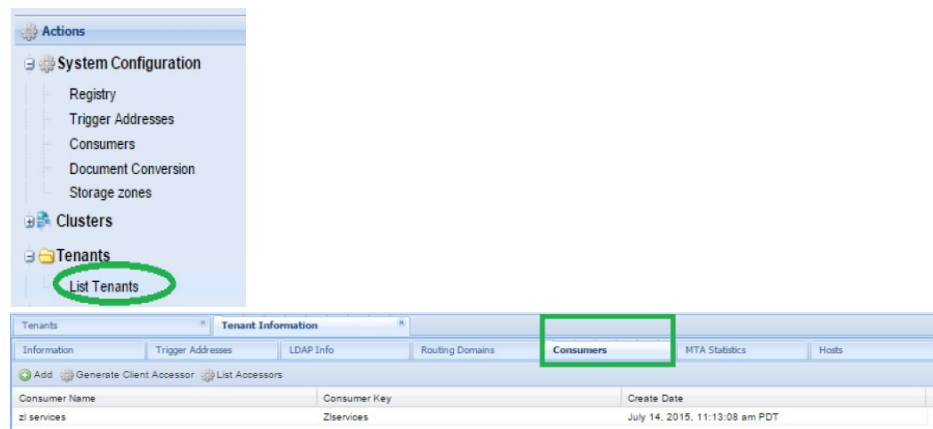 Actions
System Configuration
Registry
Trigger Addresses
Consumers
Document Conversion
Storage zones
Clusters
Tenants
List Tenants
Tenants Tenant Information
Information Trigger Addresses LDAP Info Routing Domains Consumers MTA Statistics Hosts
Add Generate Client Accessor List Accessors
Consumer Name Consumer Key Create Date
zl services Zlservices July 14, 2015, 11:13:08 am PDT